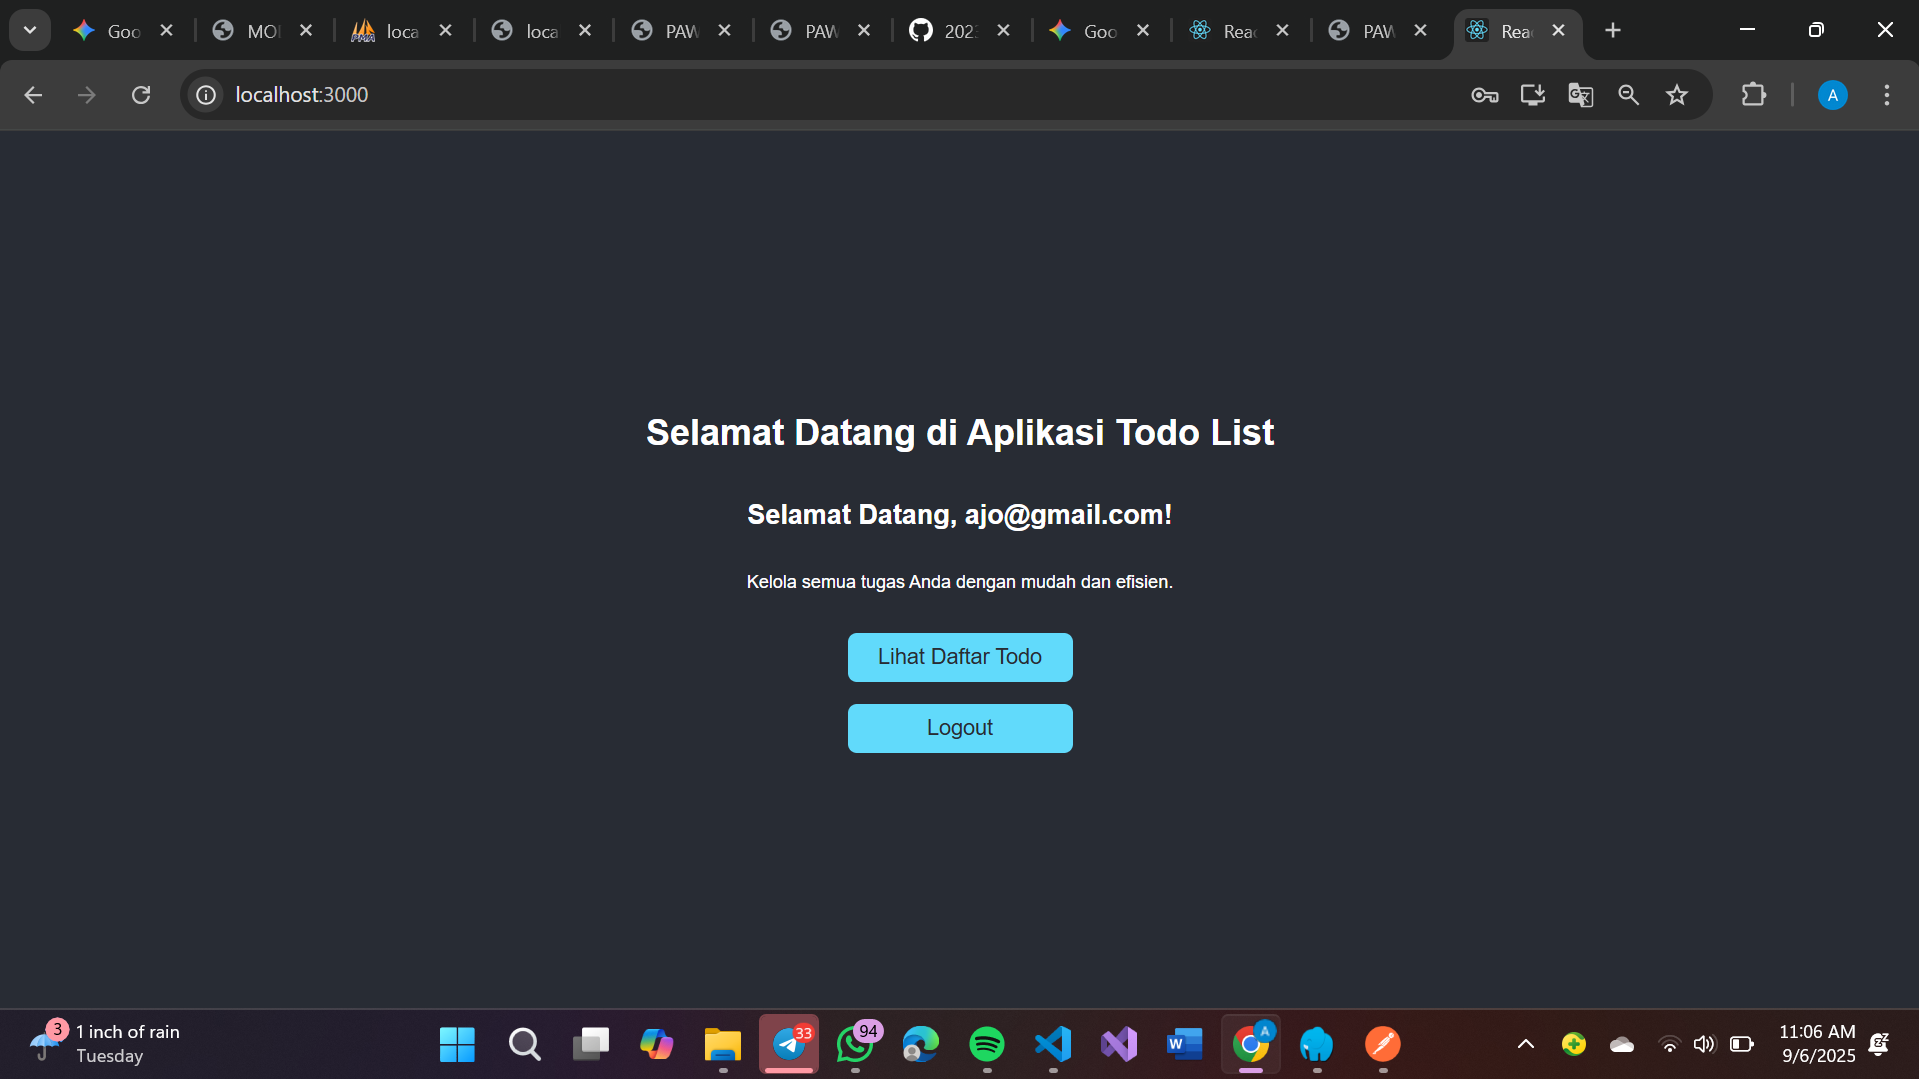 Goo
MO
loca
loca
PAW
PAW
202
Goo
Rea
PAW
Rea
localhost:3000
A
Selamat Datang di Aplikasi Todo List
Selamat Datang, ajo@gmail.com!
Kelola semua tugas Anda dengan mudah dan efisien.
Lihat Daftar Todo
Logout
3
1 inch of rain
Tuesday
33
94
A
11:06 AM
9/6/2025